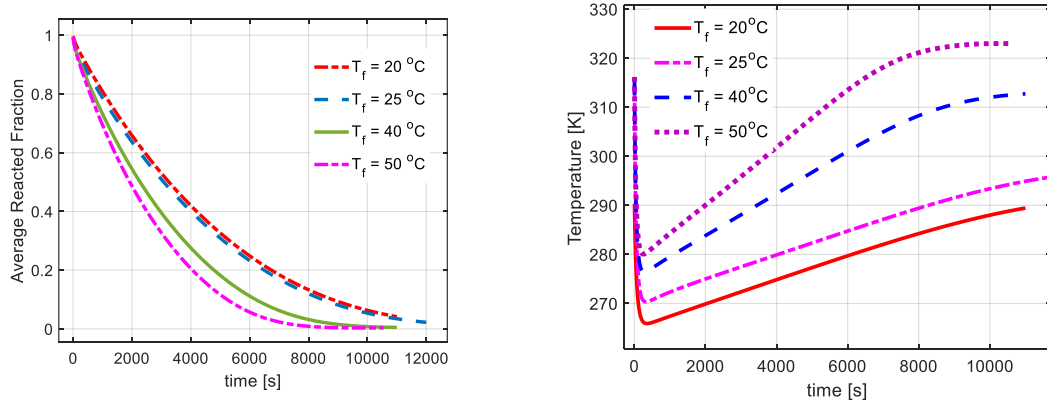 1
0.8
0.6
0.4
0.2
0
Average Reacted Fraction
T_f = 20 °C
T_f = 25 °C
T_f = 40 °C
T_f = 50 °C
0 2000 4000 6000 8000 10000 12000
time [s]
330
320
310
300
290
280
270
Temperature [K]
T_f = 20°C
T_f = 25°C
T_f = 40°C
T_f = 50°C
0 2000 4000 6000 8000 10000
time [s]